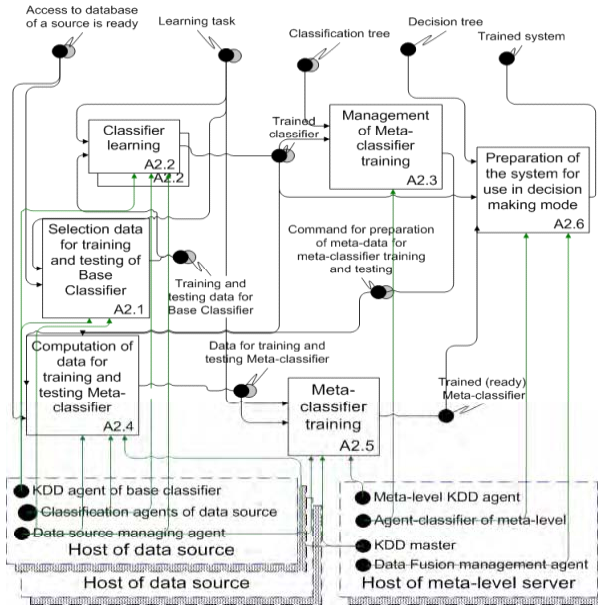 Access to database
of a source is ready
Learning task
Classification tree
Decision tree
Trained system
Classifier
learning
A2.2
A2.2
Trained
classifier
Management
of Meta-
classifier
training
A2.3
Preparation of
the system for
use in decision
making mode
A2.6
Selection data
for training
and testing of
Base
Classifier
A2.1
Training and
testing data for
Base Classifier
Command for preparation
of meta-data for
meta-classifier training
and testing
Computation of
data for
training and
testing Meta-
classifier
A2.4
Data for training and
testing Meta-classifier
Meta-
classifier
training
A2.5
Trained (ready)
Meta-classifier
KDD agent of base classifier
Classification agents of data source
Data source managing agent
Host of data source
Host of data source
Meta-level KDD agent
Agent-classifier of meta-level
KDD master
Data Fusion management agent
Host of meta-level server